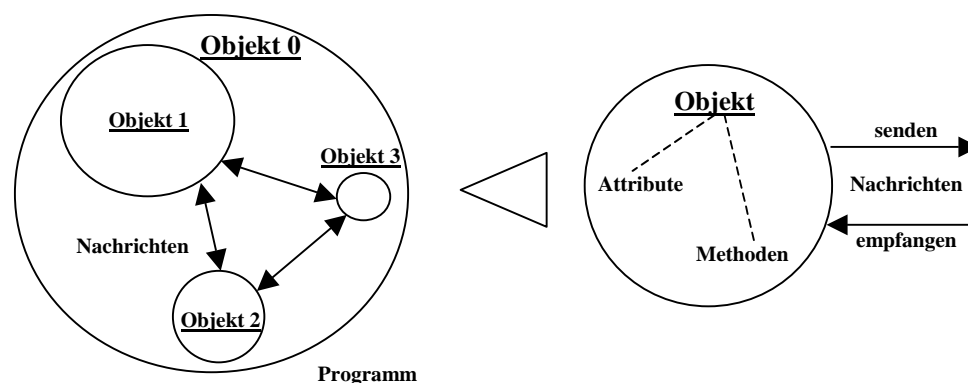 Objekt 0
Objekt 1
Objekt 3
Nachrichten
Objekt 2
Programm
Objekt
Attribute
Methoden
senden
Nachrichten
empfangen